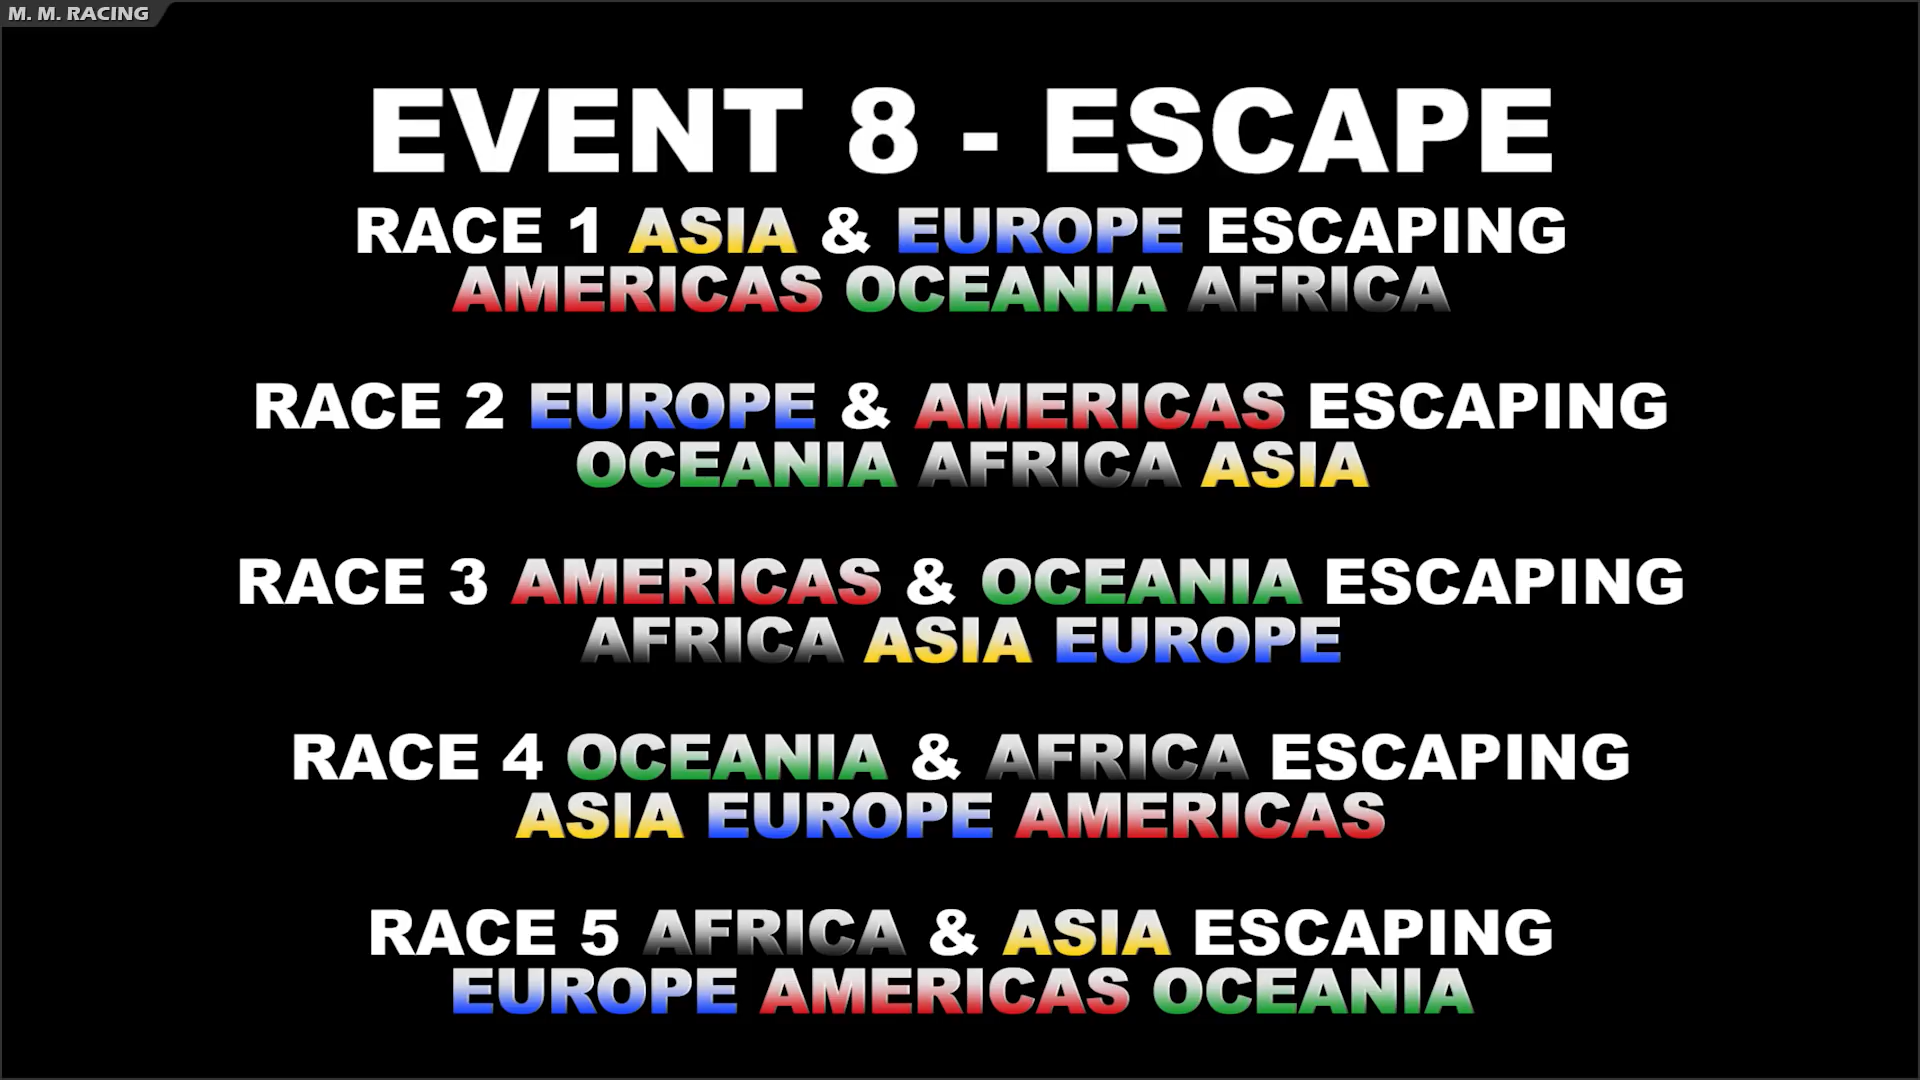 M. M. RACING
EVENT 8 - ESCAPE
RACE 1 ASIA & EUROPE ESCAPING
AMERICAS OCEANIA AFRICA
RACE 2 EUROPE & AMERICAS ESCAPING
OCEANIA AFRICA ASIA
RACE 3 AMERICAS & OCEANIA ESCAPING
AFRICA ASIA EUROPE
RACE 4 OCEANIA & AFRICA ESCAPING
ASIA EUROPE AMERICAS
RACE 5 AFRICA & ASIA ESCAPING
EUROPE AMERICAS OCEANIA